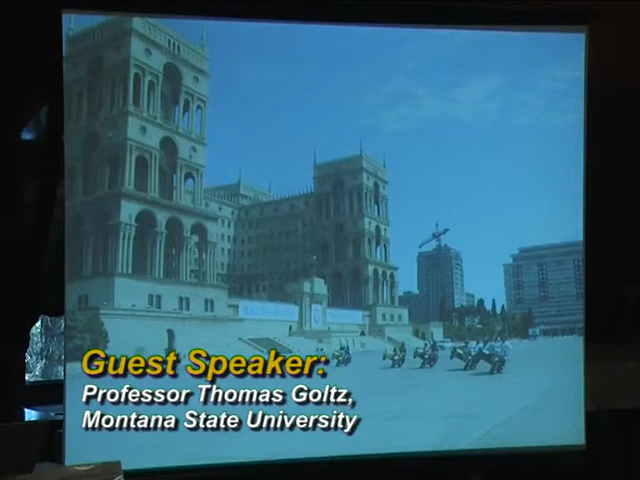 Guest Speaker:
Professor Thomas Goltz,
Montana State University